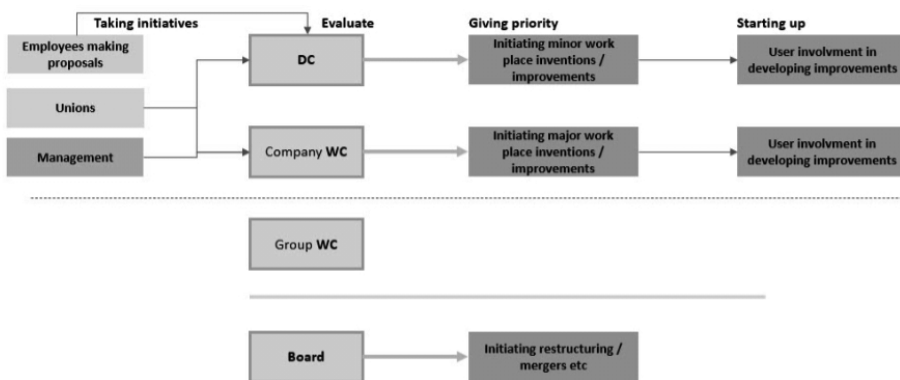 Taking initiatives
Evaluate
Giving priority
Starting up
Employees making
proposals
DC
Initiating minor work
place inventions /
improvements
User involvment in
developing improvements
Unions
Management
Company WC
Initiating major work
place inventions /
improvements
User involvment in
developing improvements
Group WC
Board
Initiating restructuring /
mergers etc